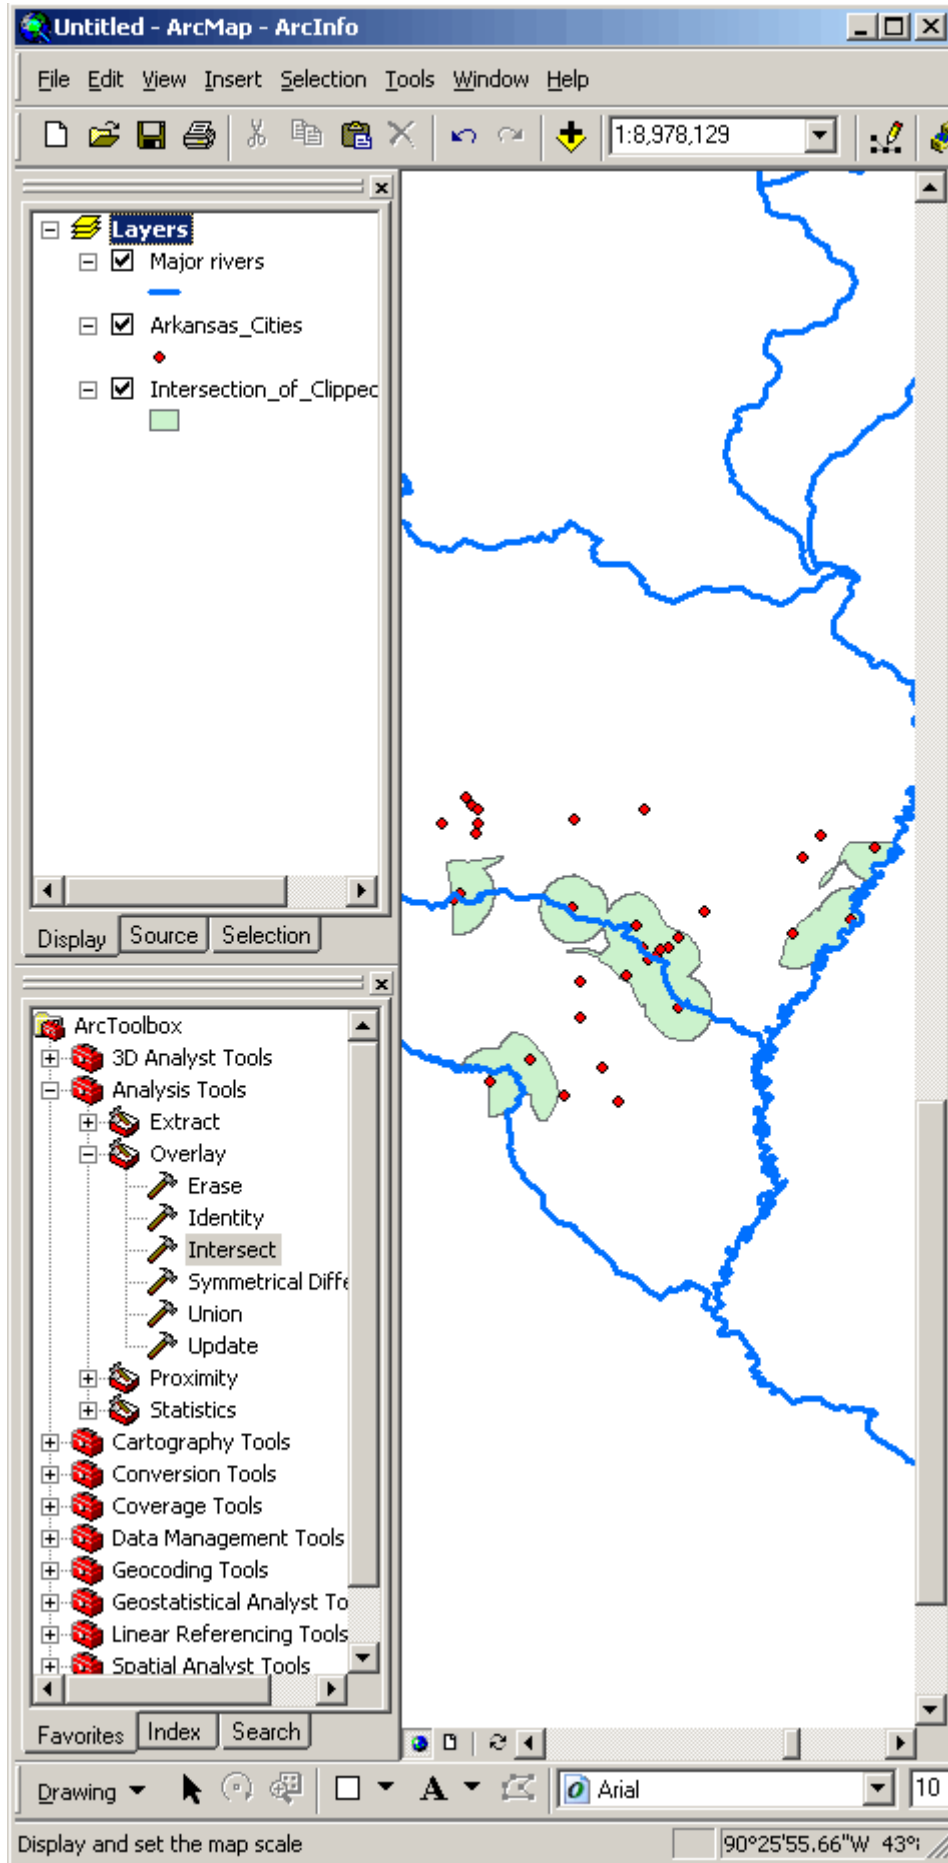 Untitled - ArcMap - ArcInfo
File Edit View Insert Selection Tools Window Help
1:8,978,129
Layers
Major rivers
Arkansas_Cities
Intersection_of_Clipped
Display Source Selection
ArcToolbox
3D Analyst Tools
Analysis Tools
Extract
Overlay
Erase
Identity
Intersect
Symmetrical Diffe
Union
Update
Proximity
Statistics
Cartography Tools
Conversion Tools
Coverage Tools
Data Management Tools
Geocoding Tools
Geostatistical Analyst To
Linear Referencing Tools
Spatial Analyst Tools
Favorites Index Search
Drawing A Arial 10
Display and set the map scale 90°25'55.66"W 43°